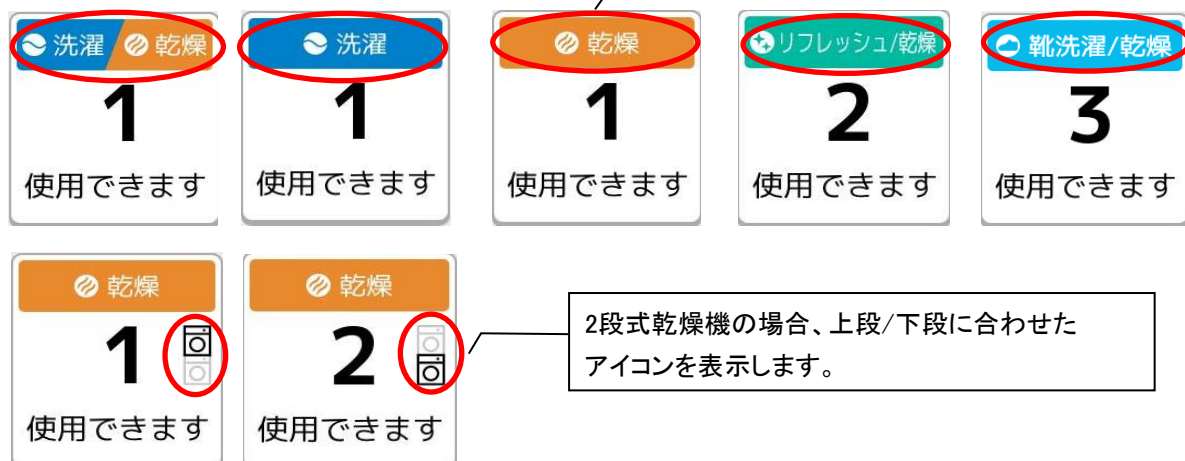 洗濯 乾燥
1
使用できます
洗濯
1
使用できます
乾燥
1
使用できます
リフレッシュ/乾燥
2
使用できます
靴洗濯/乾燥
3
使用できます
乾燥
1
使用できます
乾燥
2
使用できます
2段式乾燥機の場合、上段/下段に合わせた
アイコンを表示します。